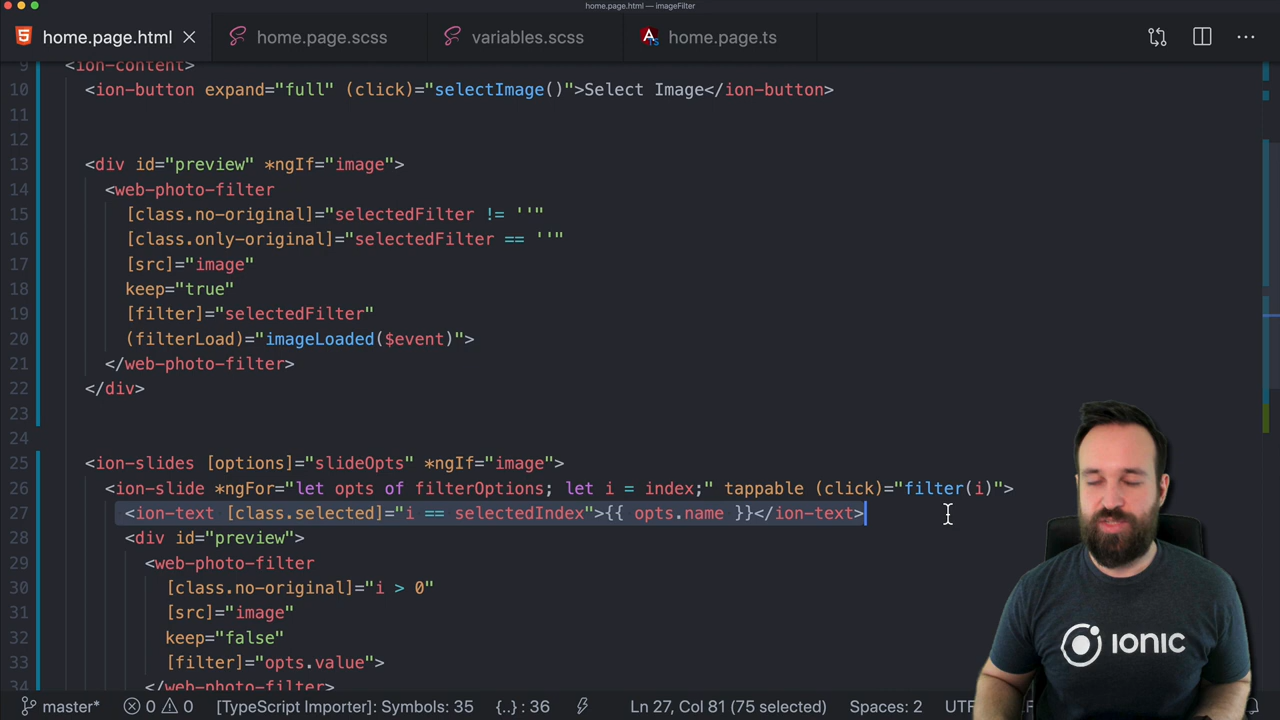 home.page.html — imageFilter
home.page.html
home.page.scss
variables.scss
home.page.ts
9 <ion-content>
10 <ion-button expand="full" (click)="selectImage()">Select Image</ion-button>
11
12
13 <div id="preview" *ngIf="image">
14 <web-photo-filter
15 [class.no-original]="selectedFilter != ''"
16 [class.only-original]="selectedFilter == ''"
17 [src]="image"
18 keep="true"
19 [filter]="selectedFilter"
20 (filterLoad)="imageLoaded($event)">
21 </web-photo-filter>
22 </div>
23
24
25 <ion-slides [options]="slideOpts" *ngIf="image">
26 <ion-slide *ngFor="let opts of filterOptions; let i = index;" tappable (click)="filter(i)">
27 <ion-text [class.selected]="i == selectedIndex">{{ opts.name }}</ion-text>
28 <div id="preview">
29 <web-photo-filter
30 [class.no-original]="i > 0"
31 [src]="image"
32 keep="false"
33 [filter]="opts.value">
34 </web-photo-filter>
IONIC
master* 0 0 [TypeScript Importer]: Symbols: 35 {..} : 36 Ln 27, Col 81 (75 selected) Spaces: 2